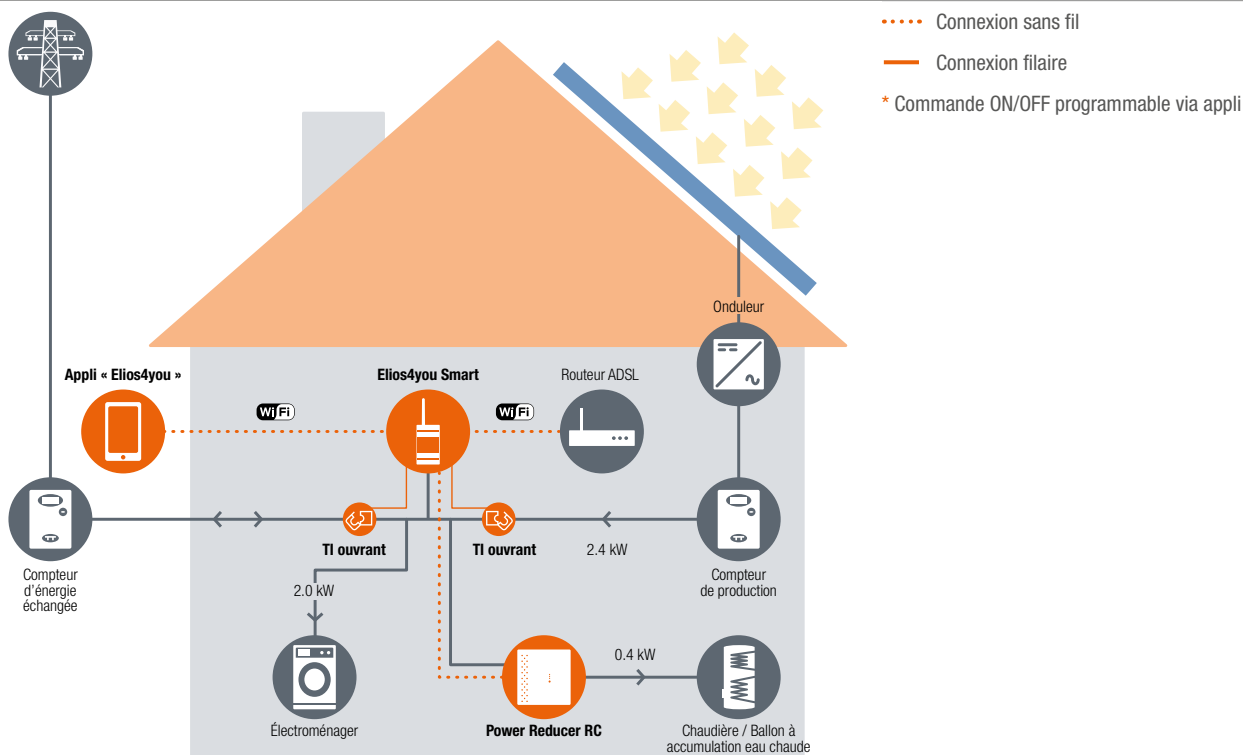 Connexion sans fil
Connexion filaire
* Commande ON/OFF programmable via appli
Onduleur
Appli « Elios4you »
Elios4you Smart
Routeur ADSL
WiFi
WiFi
TI ouvrant
TI ouvrant
2.4 kW
Compteur
d'énergie
échangée
Compteur
de production
2.0 kW
0.4 kW
Électroménager
Power Reducer RC
Chaudière / Ballon à
accumulation eau chaude